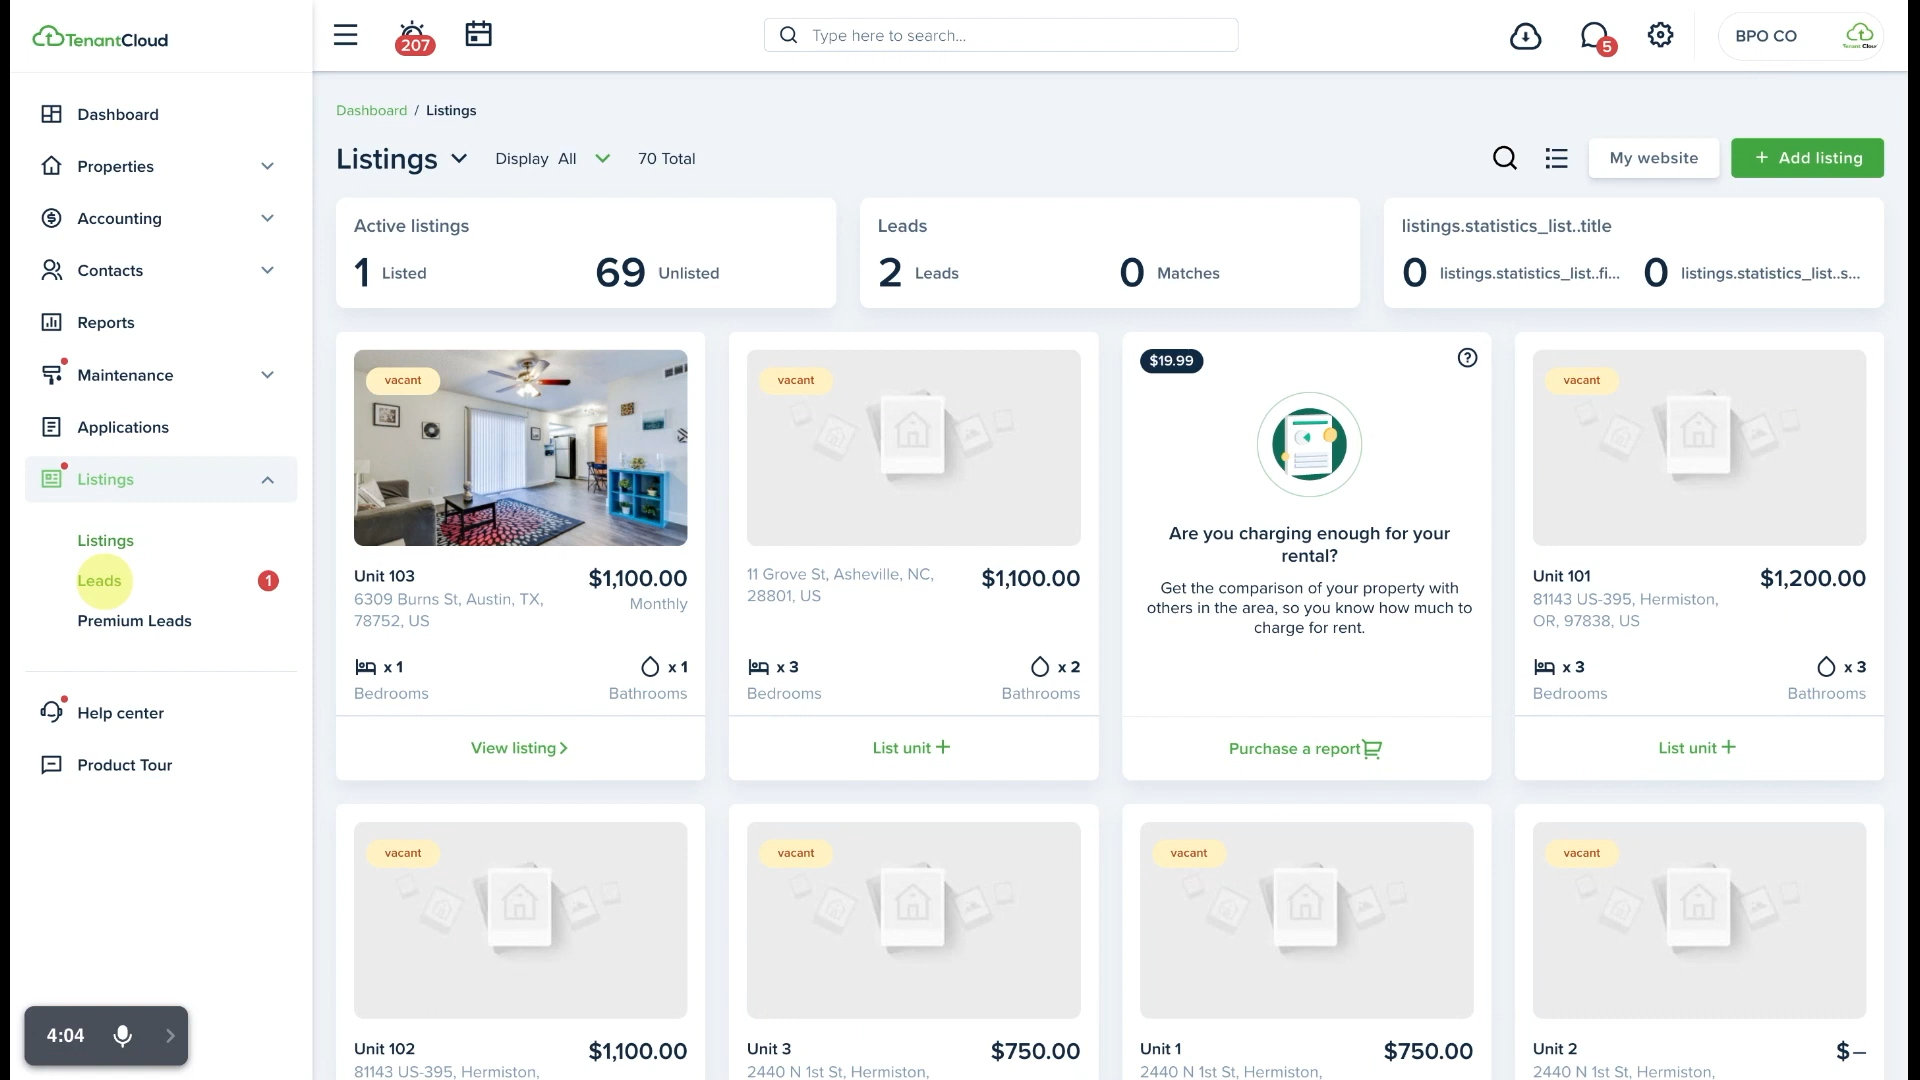 TenantCloud
207
Type here to search...
5
BPO CO
Dashboard
Properties
Accounting
Contacts
Reports
Maintenance
Applications
Listings
Listings
Leads
1
Premium Leads
Help center
Product Tour
4:04
Dashboard / Listings
Listings
Display All
70 Total
My website
+ Add listing
Active listings
1 Listed
69 Unlisted
Leads
2 Leads
0 Matches
listings.statistics_list..title
0 listings.statistics_list..fi...
0 listings.statistics_list..s...
vacant
Unit 103
$1,100.00
6309 Burns St, Austin, TX,
78752, US
Monthly
x 1
x 1
Bedrooms
Bathrooms
View listing
vacant
11 Grove St, Asheville, NC,
28801, US
$1,100.00
x 3
x 2
Bedrooms
Bathrooms
List unit +
$19.99
Are you charging enough for your
rental?
Get the comparison of your property with
others in the area, so you know how much to
charge for rent.
Purchase a report
vacant
Unit 101
$1,200.00
81143 US-395, Hermiston,
OR, 97838, US
x 3
x 3
Bedrooms
Bathrooms
List unit +
vacant
Unit 102
$1,100.00
81143 US-395, Hermiston,
vacant
Unit 3
$750.00
2440 N 1st St, Hermiston,
vacant
Unit 1
$750.00
2440 N 1st St, Hermiston,
vacant
Unit 2
$ –
2440 N 1st St, Hermiston,